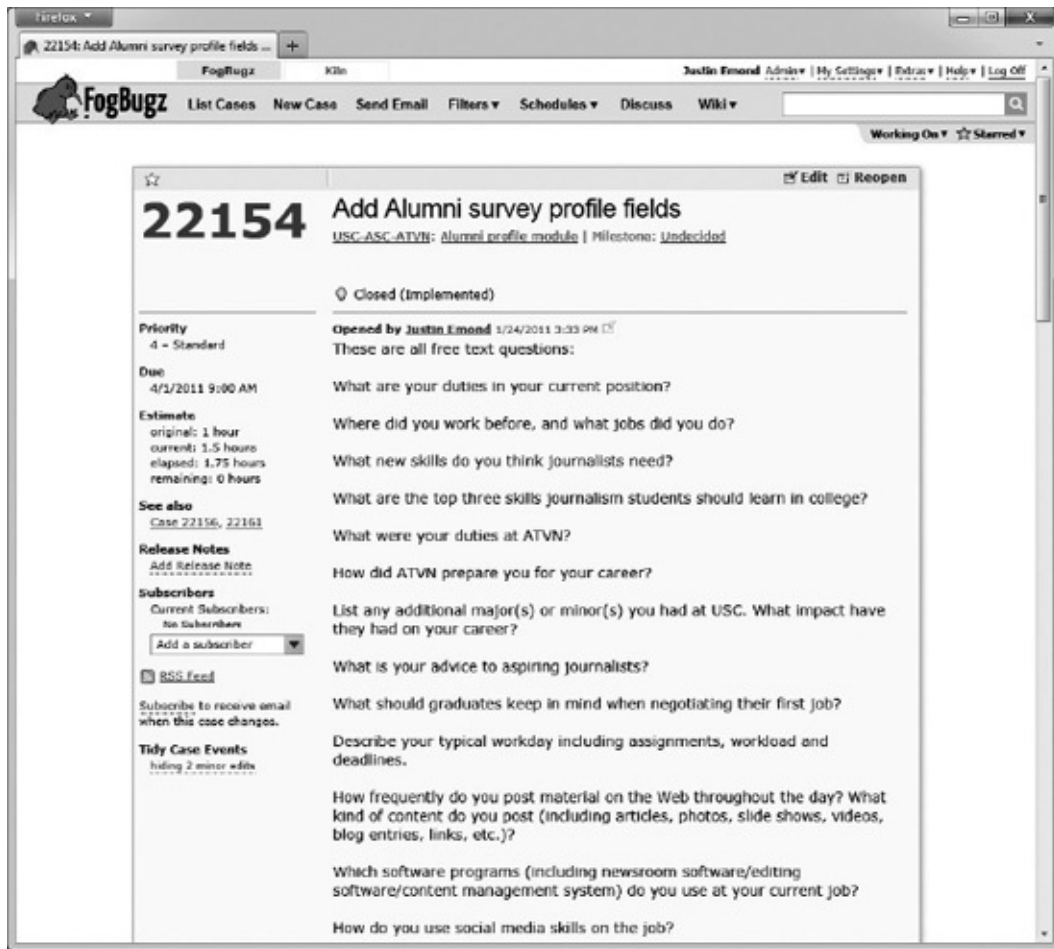 Firefox
22154: Add Alumni survey profile fields ... +
FogBugz Kiln Justin Emond Admin | My Settings | Extras | Help | Log Off
FogBugz List Cases New Case Send Email Filters Schedules Discuss Wiki
Working On Starred
Edit Reopen
22154 Add Alumni survey profile fields
USC-ASC-ATVN: Alumni profile module | Milestone: Undecided
Closed (Implemented)
Priority
4 – Standard
Due
4/1/2011 9:00 AM
Estimate
original: 1 hour
current: 1.5 hours
elapsed: 1.75 hours
remaining: 0 hours
See also
Case 22156, 22161
Release Notes
Add Release Note
Subscribers
Current Subscribers:
No Subscribers
Add a subscriber
RSS Feed
Subscribe to receive email
when this case changes.
Tidy Case Events
hiding 2 minor edits
Opened by Justin Emond 1/24/2011 3:33 PM
These are all free text questions:
What are your duties in your current position?
Where did you work before, and what jobs did you do?
What new skills do you think journalists need?
What are the top three skills journalism students should learn in college?
What were your duties at ATVN?
How did ATVN prepare you for your career?
List any additional major(s) or minor(s) you had at USC. What impact have
they had on your career?
What is your advice to aspiring journalists?
What should graduates keep in mind when negotiating their first job?
Describe your typical workday including assignments, workload and
deadlines.
How frequently do you post material on the Web throughout the day? What
kind of content do you post (including articles, photos, slide shows, videos,
blog entries, links, etc.)?
Which software programs (including newsroom software/editing
software/content management system) do you use at your current job?
How do you use social media skills on the job?